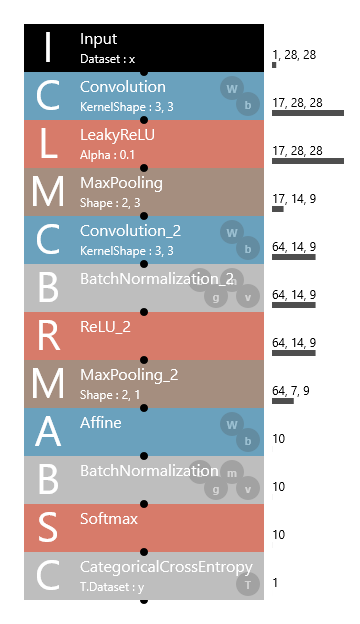 I Input 1, 28, 28
Dataset : x
C Convolution W 17, 28, 28
KernelShape : 3, 3 b
L LeakyReLU 17, 28, 28
Alpha : 0.1
M MaxPooling 17, 14, 9
Shape : 2, 3
C Convolution_2 W 64, 14, 9
KernelShape : 3, 3 b
B BatchNormalization_2 m 64, 14, 9
g v
R ReLU_2 64, 14, 9
M MaxPooling_2 64, 7, 9
Shape : 2, 1
A Affine W 10
b
B BatchNormalization m 10
g v
S Softmax 10
C CategoricalCrossEntropy 1
T.Dataset : y T